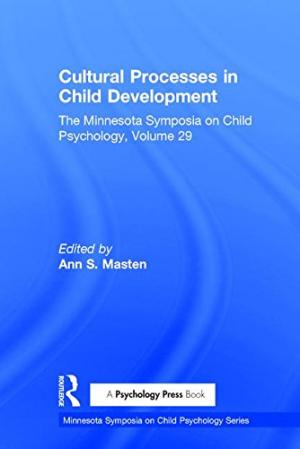 Cultural Processes in
Child Development
The Minnesota Symposia on Child
Psychology, Volume 29
Edited by
Ann S. Masten
ROUTLEDGE
A Psychology Press Book
Minnesota Symposium on Child Psychology Series